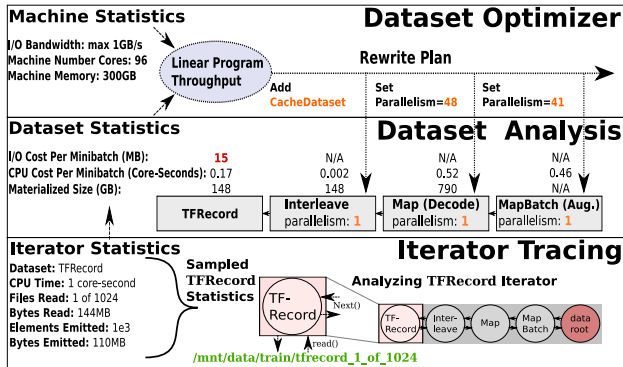 Machine Statistics
Dataset Optimizer
I/O Bandwidth: max 1GB/s
Machine Number Cores: 96
Machine Memory: 300GB
Linear Program
Throughput
Rewrite Plan
Add
CacheDataset
Set
Parallelism=48
Set
Parallelism=41
Dataset Statistics
Dataset Analysis
I/O Cost Per Minibatch (MB): 15 N/A N/A N/A
CPU Cost Per Minibatch (Core-Seconds): 0.17 0.002 0.52 0.46
Materialized Size (GB): 148 148 790 N/A
TFRecord
Interleave
parallelism: 1
Map (Decode)
parallelism: 1
MapBatch (Aug.)
parallelism: 1
Iterator Statistics
Iterator Tracing
Dataset: TFRecord
CPU Time: 1 core-second
Files Read: 1 of 1024
Bytes Read: 144MB
Elements Emitted: 1e3
Bytes Emitted: 110MB
Sampled
TFRecord
Statistics
TF-
Record
Next()
read()
/mnt/data/train/tfrecord_1_of_1024
Analyzing TFRecord Iterator
TF-
Record
Inter-
leave
Map
Map
Batch
data
root